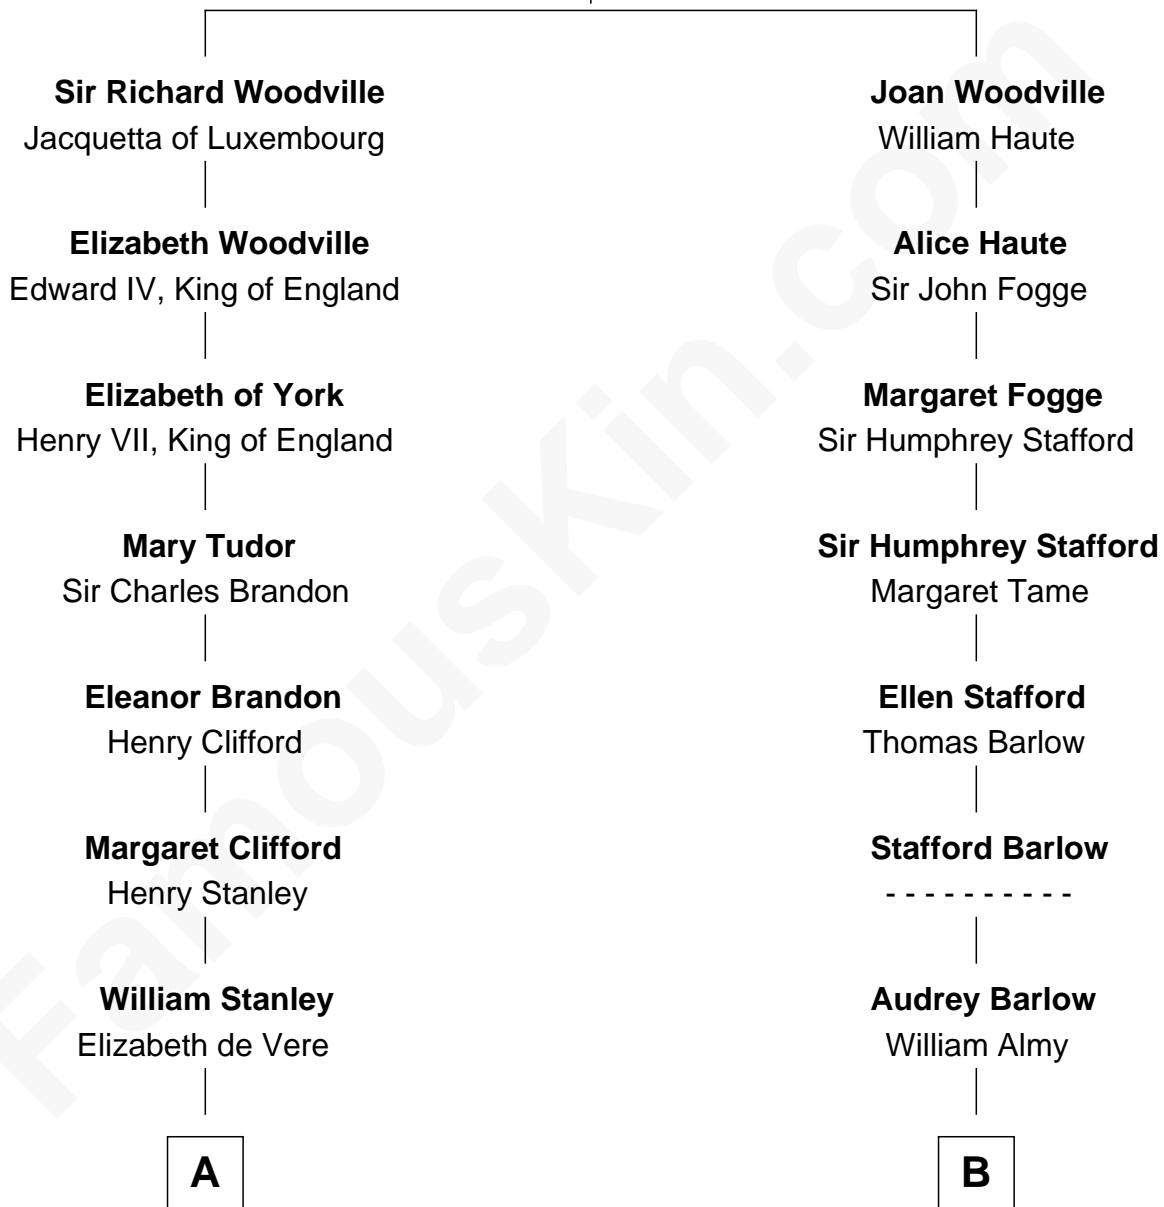 Sir Richard Woodville
Jacquetta of Luxembourg
Elizabeth Woodville
Edward IV, King of England
Elizabeth of York
Henry VII, King of England
Mary Tudor
Sir Charles Brandon
Eleanor Brandon
Henry Clifford
Margaret Clifford
Henry Stanley
William Stanley
Elizabeth de Vere
A
Joan Woodville
William Haute
Alice Haute
Sir John Fogge
Margaret Fogge
Sir Humphrey Stafford
Sir Humphrey Stafford
Margaret Tame
Ellen Stafford
Thomas Barlow
Stafford Barlow
- - - - - - - - - -
Audrey Barlow
William Almy
B
FamousKin.com